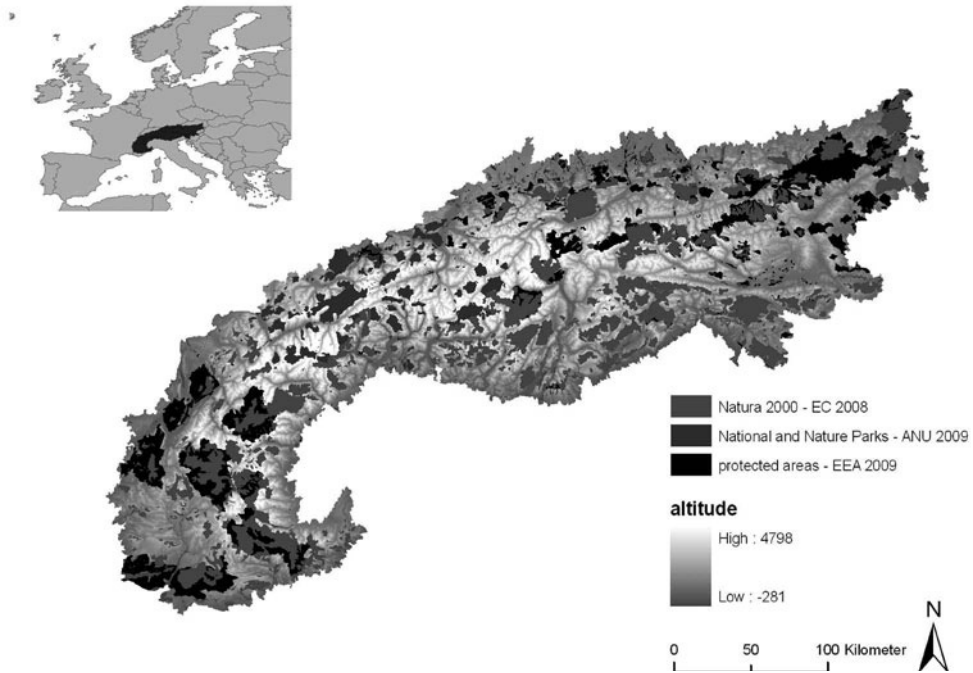 Natura 2000 - EC 2008
National and Nature Parks - ANU 2009
protected areas - EEA 2009
altitude
High : 4798
Low : -281
N
0 50 100 Kilometer